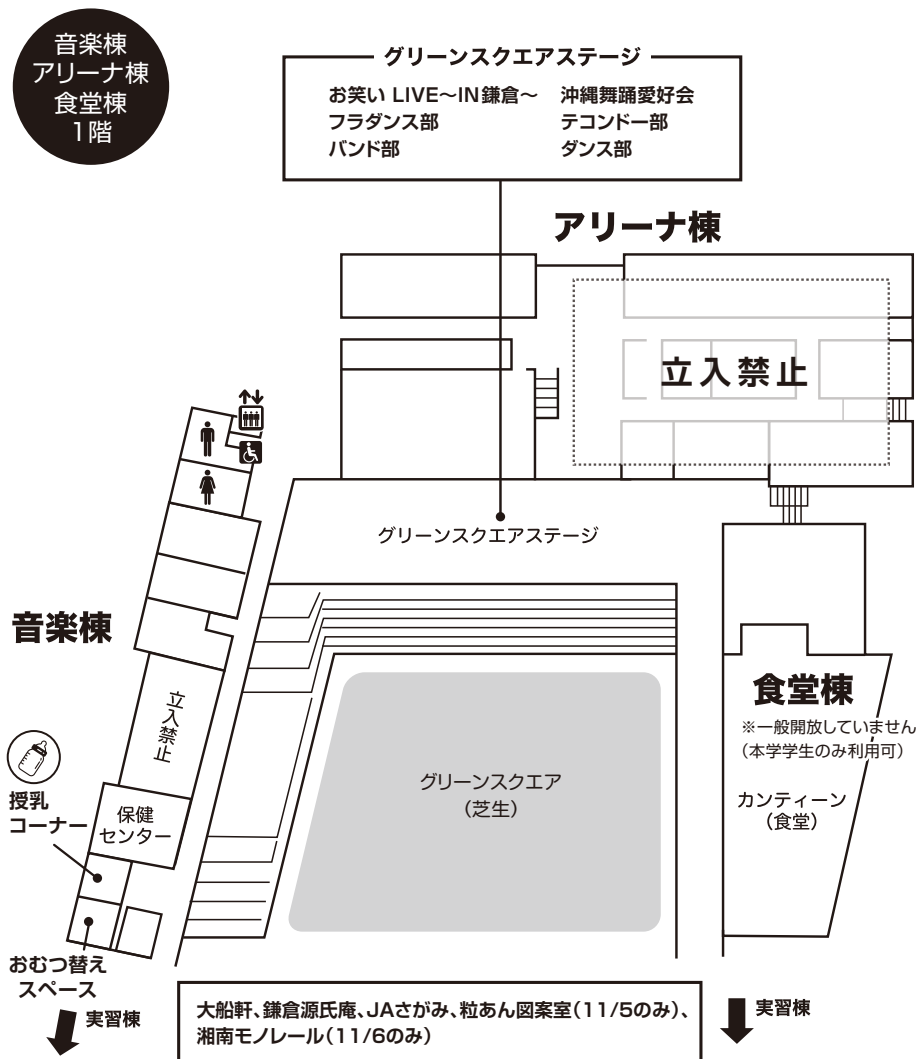 音楽棟
アリーナ棟
食堂棟
1階
グリーンスクエアステージ
お笑い LIVE～IN鎌倉～
フラダンス部
バンド部
沖縄舞踊愛好会
テコンドー部
ダンス部
アリーナ棟
立入禁止
グリーンスクエアステージ
音楽棟
立入禁止
授乳
コーナー
保健
センター
おむつ替え
スペース
実習棟
グリーンスクエア
（芝生）
食堂棟
※一般開放していません
（本学学生のみ利用可）
カンティーン
（食堂）
大船軒、鎌倉源氏庵、JAさがみ、粒あん図案室（11/5のみ）、
湘南モノレール（11/6のみ）
実習棟